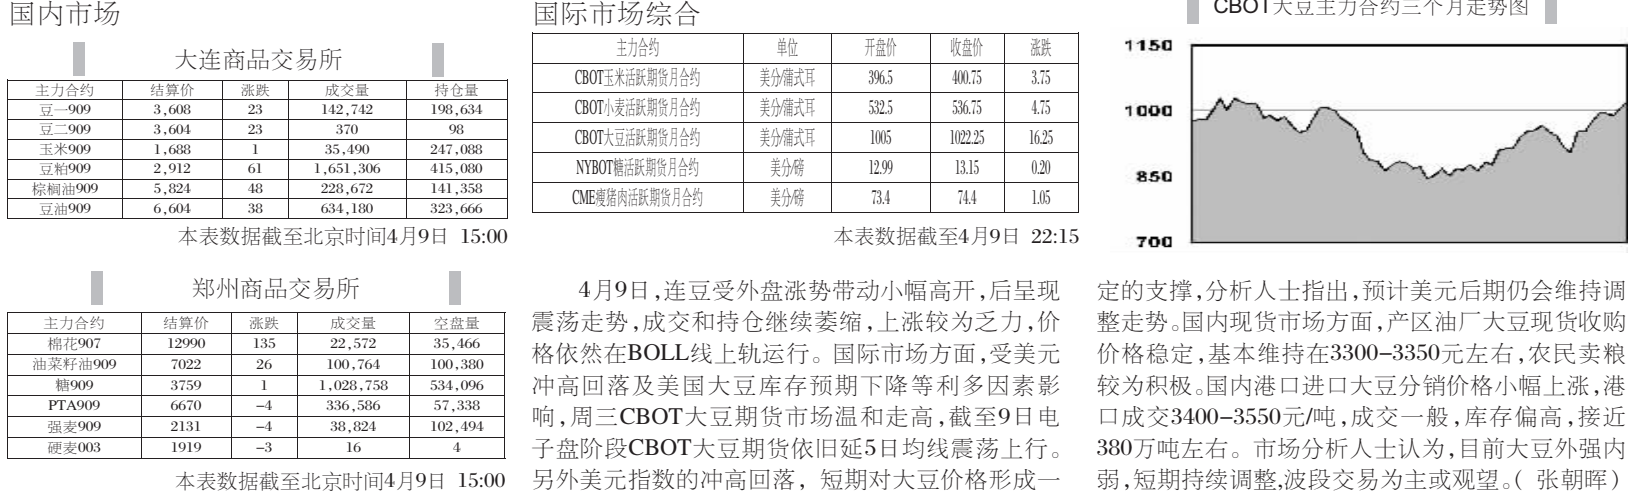 国内市场
大连商品交易所
主力合约 结算价 涨跌 成交量 持仓量
豆一909 3,608 23 142,742 198,634
豆二909 3,604 23 370 98
玉米909 1,688 1 35,490 247,088
豆粕909 2,912 61 1,651,306 415,080
棕榈油909 5,824 48 228,672 141,358
豆油909 6,604 38 634,180 323,666
本表数据截至北京时间4月9日 15:00
郑州商品交易所
主力合约 结算价 涨跌 成交量 空盘量
棉花907 12990 135 22,572 35,466
油菜籽油909 7022 26 100,764 100,380
糖909 3759 1 1,028,758 534,096
PTA909 6670 –4 336,586 57,338
强麦909 2131 –4 38,824 102,494
硬麦003 1919 –3 16 4
本表数据截至北京时间4月9日 15:00
国际市场综合
主力合约 单位 开盘价 收盘价 涨跌
CBOT玉米活跃期货月合约 美分/蒲式耳 396.5 400.75 3.75
CBOT小麦活跃期货月合约 美分/蒲式耳 532.5 536.75 4.75
CBOT大豆活跃期货月合约 美分/蒲式耳 1005 1022.25 16.25
NYBOT糖活跃期货月合约 美分/磅 12.99 13.15 0.20
CME瘦猪肉活跃期货月合约 美分/磅 73.4 74.4 1.05
本表数据截至4月9日 22:15
CBOT大豆主力合约三个月走势图
1150
1000
850
700
4月9日,连豆受外盘涨势带动小幅高开,后呈现
震荡走势,成交和持仓继续萎缩,上涨较为乏力,价
格依然在BOLL线上轨运行。国际市场方面,受美元
冲高回落及美国大豆库存预期下降等利多因素影
响,周三CBOT大豆期货市场温和走高,截至9日电
子盘阶段CBOT大豆期货依旧延5日均线震荡上行。
另外美元指数的冲高回落，短期对大豆价格形成一
定的支撑,分析人士指出,预计美元后期仍会维持调
整走势。国内现货市场方面,产区油厂大豆现货收购
价格稳定,基本维持在3300–3350元左右,农民卖粮
较为积极。国内港口进口大豆分销价格小幅上涨,港
口成交3400–3550元/吨,成交一般,库存偏高,接近
380万吨左右。市场分析人士认为,目前大豆外强内
弱,短期持续调整,波段交易为主或观望。( 张朝晖)